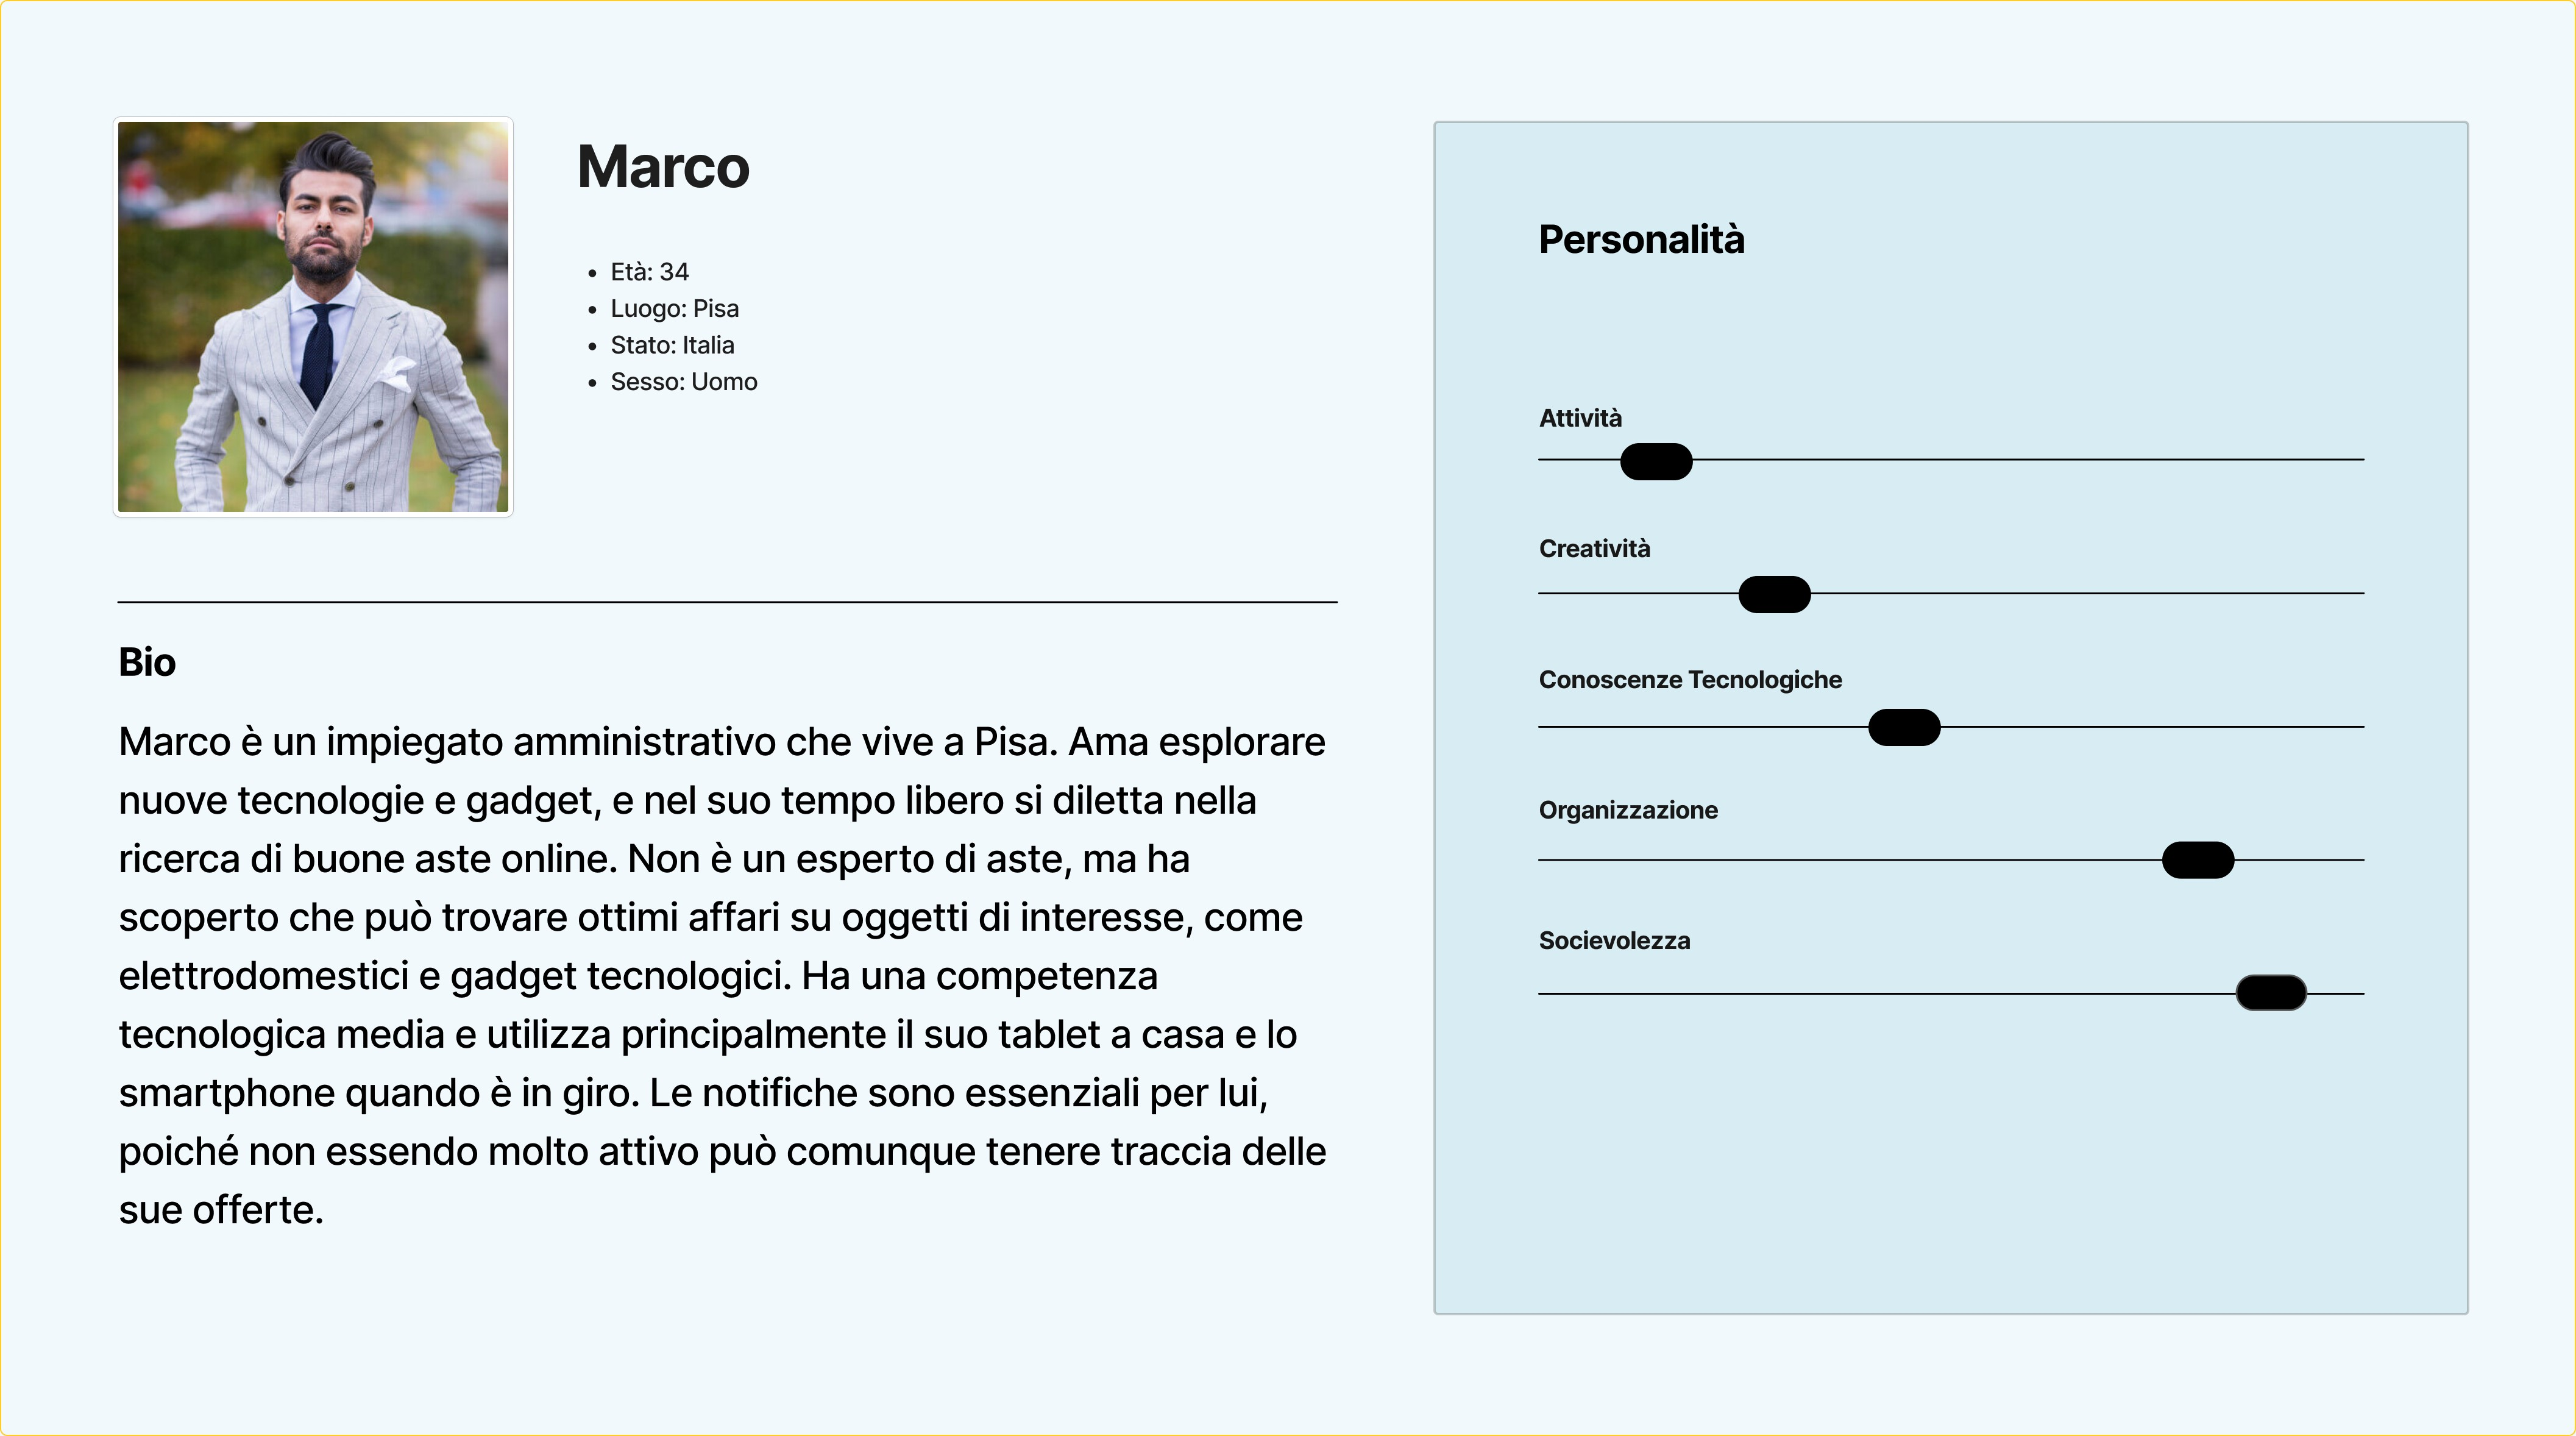 Marco
• Età: 34
• Luogo: Pisa
• Stato: Italia
• Sesso: Uomo
Bio
Marco è un impiegato amministrativo che vive a Pisa. Ama esplorare
nuove tecnologie e gadget, e nel suo tempo libero si diletta nella
ricerca di buone aste online. Non è un esperto di aste, ma ha
scoperto che può trovare ottimi affari su oggetti di interesse, come
elettrodomestici e gadget tecnologici. Ha una competenza
tecnologica media e utilizza principalmente il suo tablet a casa e lo
smartphone quando è in giro. Le notifiche sono essenziali per lui,
poiché non essendo molto attivo può comunque tenere traccia delle
sue offerte.
Personalità
Attività
Creatività
Conoscenze Tecnologiche
Organizzazione
Socievolezza